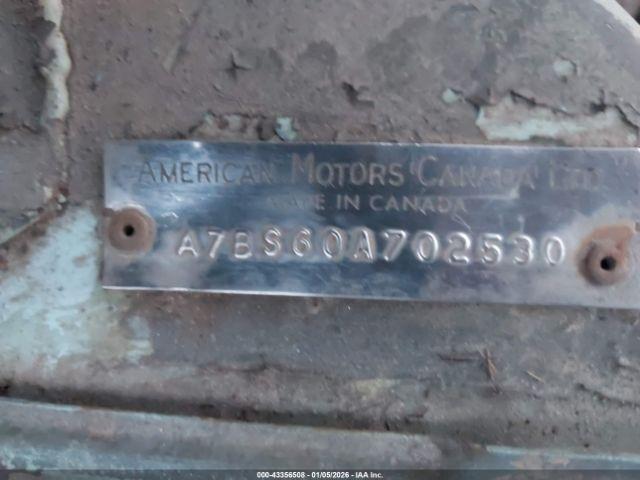 AMERICAN MOTORS CANADA LTD.
MADE IN CANADA
A7BS60A702530
000-43356508 - 01/05/2026 - IAA Inc.